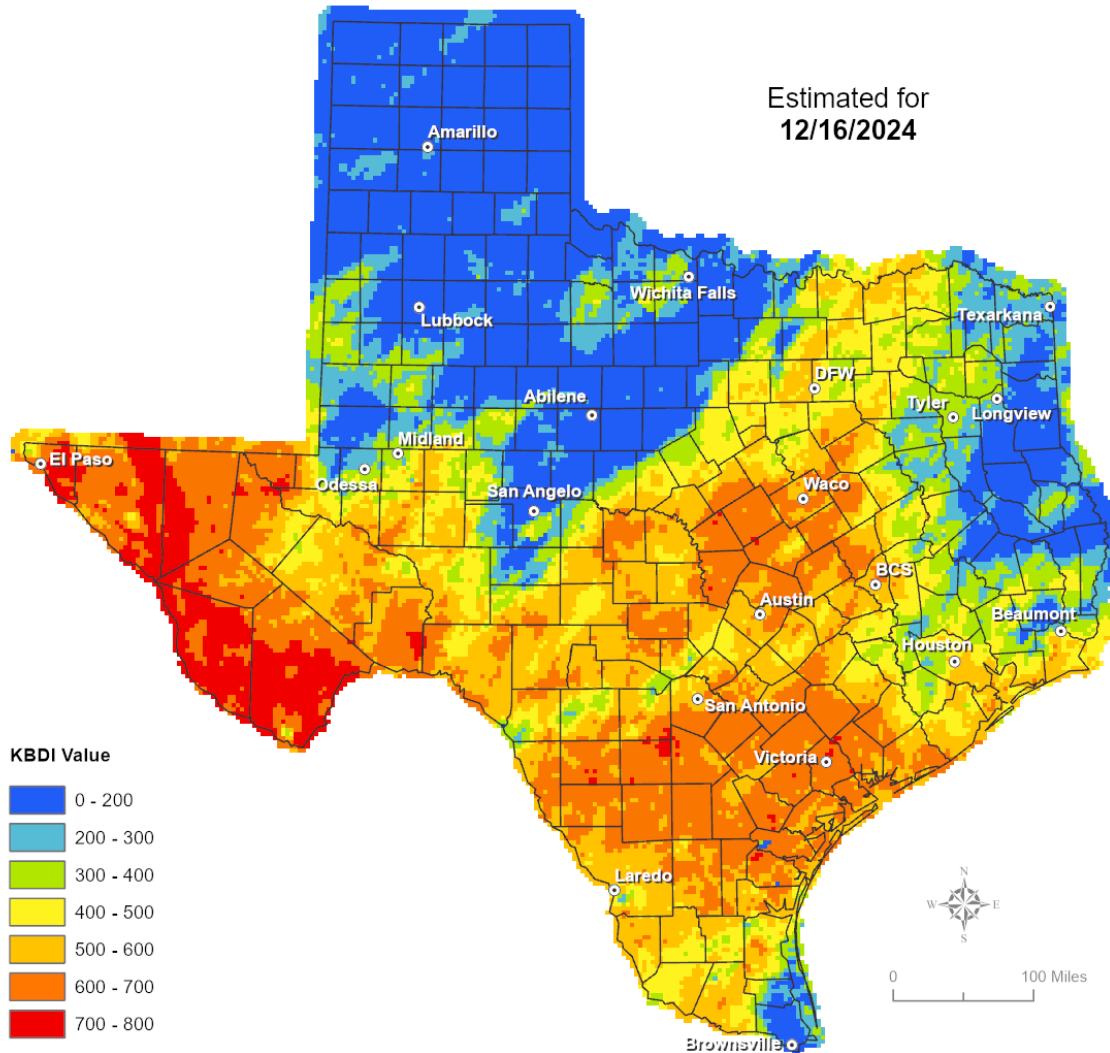 Estimated for
12/16/2024
Amarillo
Wichita Falls
Lubbock
Texarkana
DFW
Abilene
Tyler
Longview
Midland
El Paso
Odessa
San Angelo
Waco
BCS
Austin
Beaumont
Houston
San Antonio
Victoria
KBDI Value
0 - 200
200 - 300
300 - 400
400 - 500
500 - 600
600 - 700
700 - 800
Laredo
N
W E
S
0 100 Miles
Brownsville